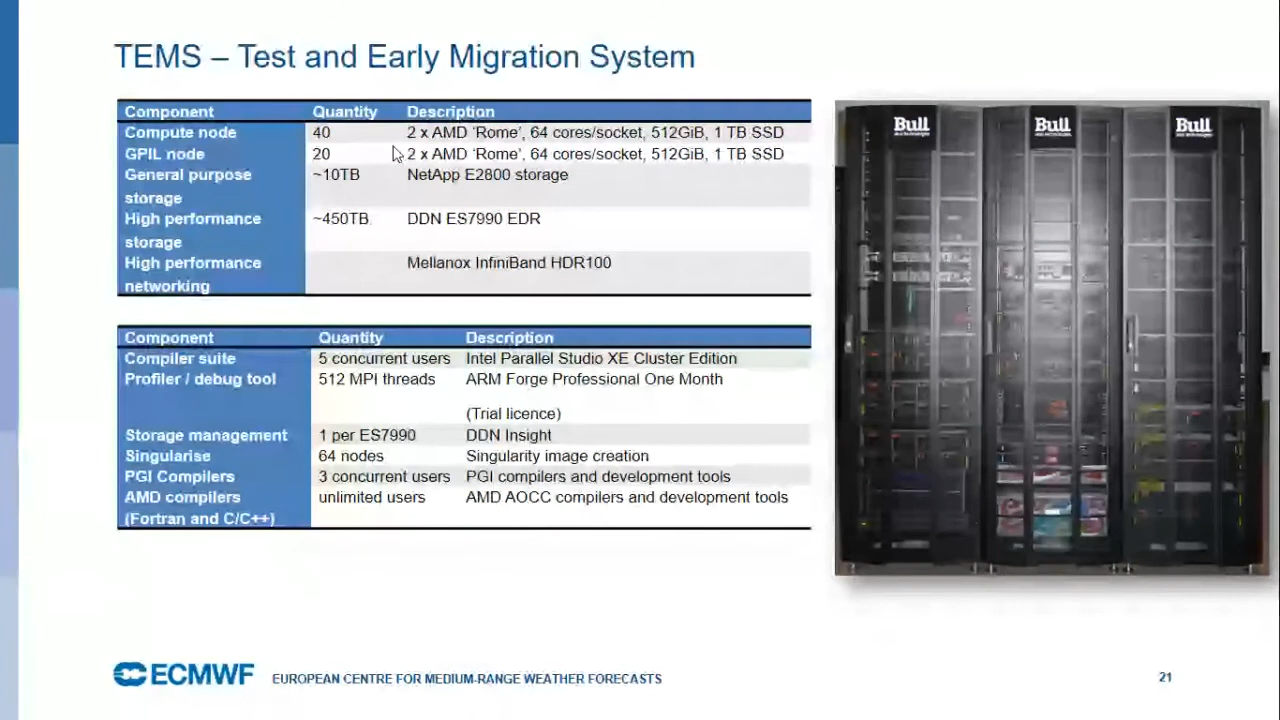 TEMS – Test and Early Migration System
Component Quantity Description
Compute node 40 2 x AMD ‘Rome’, 64 cores/socket, 512GiB, 1 TB SSD
GPIL node 20 2 x AMD ‘Rome’, 64 cores/socket, 512GiB, 1 TB SSD
General purpose ~10TB NetApp E2800 storage
storage
High performance ~450TB DDN ES7990 EDR
storage
High performance Mellanox InfiniBand HDR100
networking
Component Quantity Description
Compiler suite 5 concurrent users Intel Parallel Studio XE Cluster Edition
Profiler / debug tool 512 MPI threads ARM Forge Professional One Month
(Trial licence)
Storage management 1 per ES7990 DDN Insight
Singularise 64 nodes Singularity image creation
PGI Compilers 3 concurrent users PGI compilers and development tools
AMD compilers unlimited users AMD AOCC compilers and development tools
(Fortran and C/C++)
Bull Bull Bull
ECMWF EUROPEAN CENTRE FOR MEDIUM-RANGE WEATHER FORECASTS 21